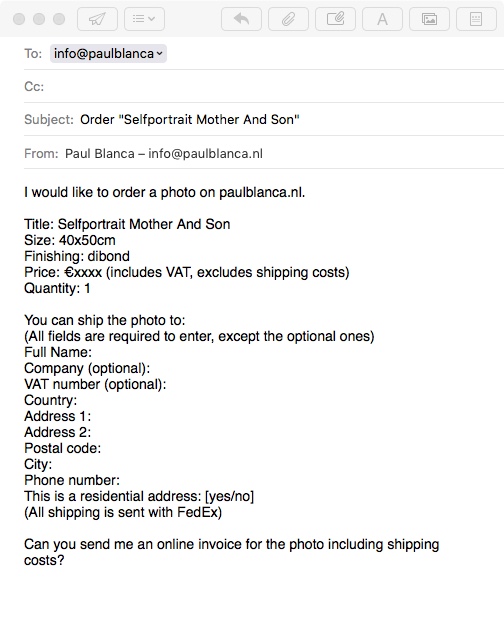 To: info@paulblanca
Cc:
Subject: Order "Selfportrait Mother And Son"
From: Paul Blanca – info@paulblanca.nl
I would like to order a photo on paulblanca.nl.
Title: Selfportrait Mother And Son
Size: 40x50cm
Finishing: dibond
Price: €xxxx (includes VAT, excludes shipping costs)
Quantity: 1
You can ship the photo to:
(All fields are required to enter, except the optional ones)
Full Name:
Company (optional):
VAT number (optional):
Country:
Address 1:
Address 2:
Postal code:
City:
Phone number:
This is a residential address: [yes/no]
(All shipping is sent with FedEx)
Can you send me an online invoice for the photo including shipping
costs?